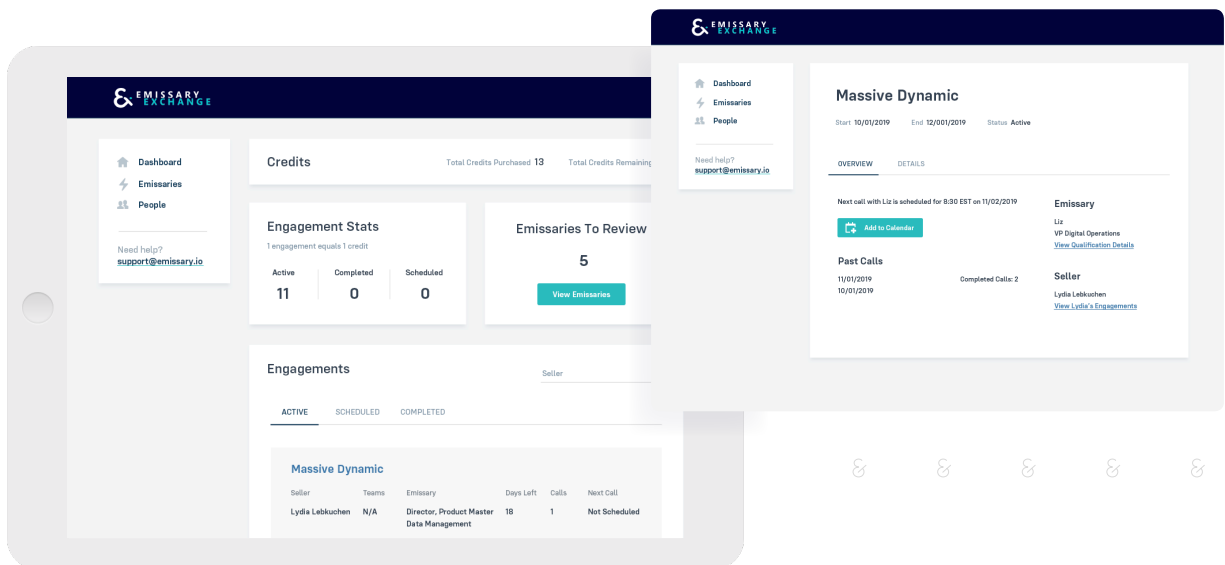 & EMISSARY
EXCHANGE
Dashboard
Emissaries
People
Need help?
support@emissary.io
Credits
Total Credits Purchased 13
Total Credits Remaining
Engagement Stats
1 engagement equals 1 credit
Active
Completed
Scheduled
11
0
0
Emissaries To Review
5
View Emissaries
Engagements
Seller
ACTIVE
SCHEDULED
COMPLETED
Massive Dynamic
Seller
Teams
Emissary
Days Left
Calls
Next Call
Lydia Lebkuchen
N/A
Director, Product Master
Data Management
18
1
Not Scheduled
& EMISSARY
EXCHANGE
Dashboard
Emissaries
People
Need help?
support@emissary.io
Massive Dynamic
Start 10/01/2019
End 12/001/2019
Status Active
OVERVIEW
DETAILS
Next call with Liz is scheduled for 8:30 EST on 11/02/2019
Add to Calendar
Past Calls
11/01/2019
10/01/2019
Completed Calls: 2
Emissary
Liz
VP Digital Operations
View Qualification Details
Seller
Lydia Lebkuchen
View Lydia's Engagements
& & & & &